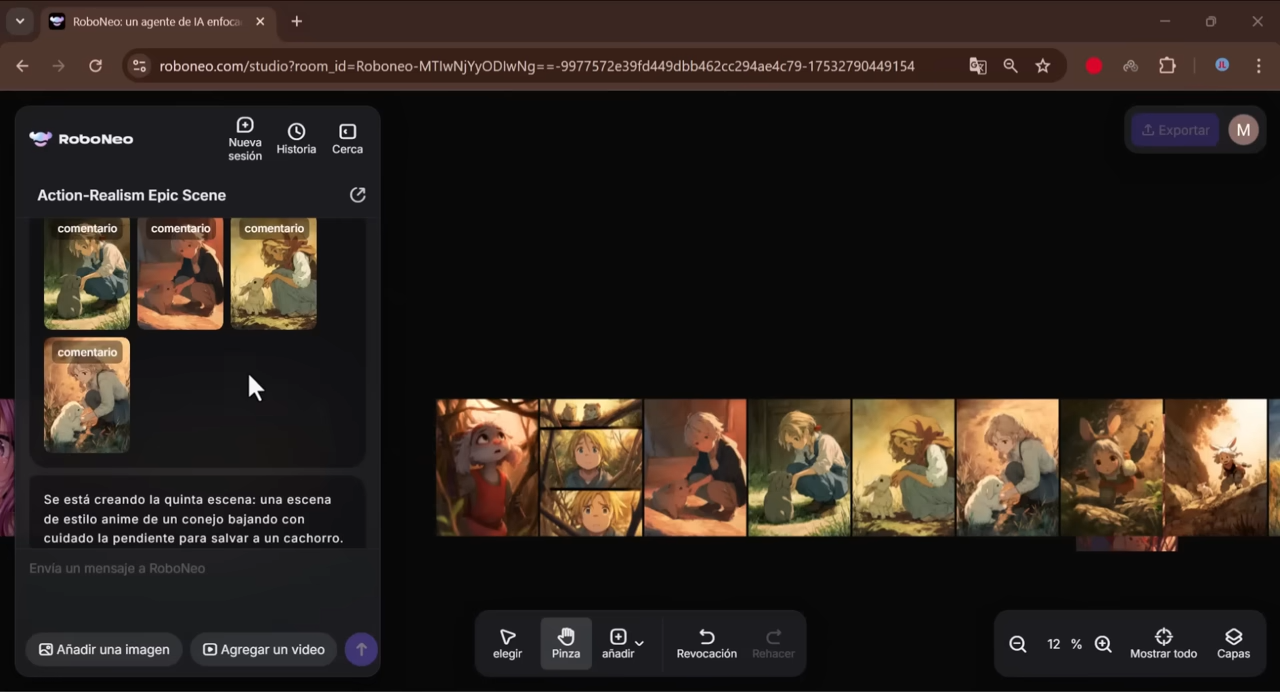 RoboNeo: un agente de IA enfoca
roboneo.com/studio?room_id=Roboneo-MTIwNjYyODIwNg==-9977572e39fd449dbb462cc294ae4c79-17532790449154
RoboNeo
Nueva
sesión
Historia
Cerca
Exportar
M
Action-Realism Epic Scene
comentario
comentario
comentario
comentario
Se está creando la quinta escena: una escena
de estilo anime de un conejo bajando con
cuidado la pendiente para salvar a un cachorro.
Envía un mensaje a RoboNeo
Añadir una imagen
Agregar un video
elegir
Pinza
añadir
Revocación
Rehacer
12 %
Mostrar todo
Capas